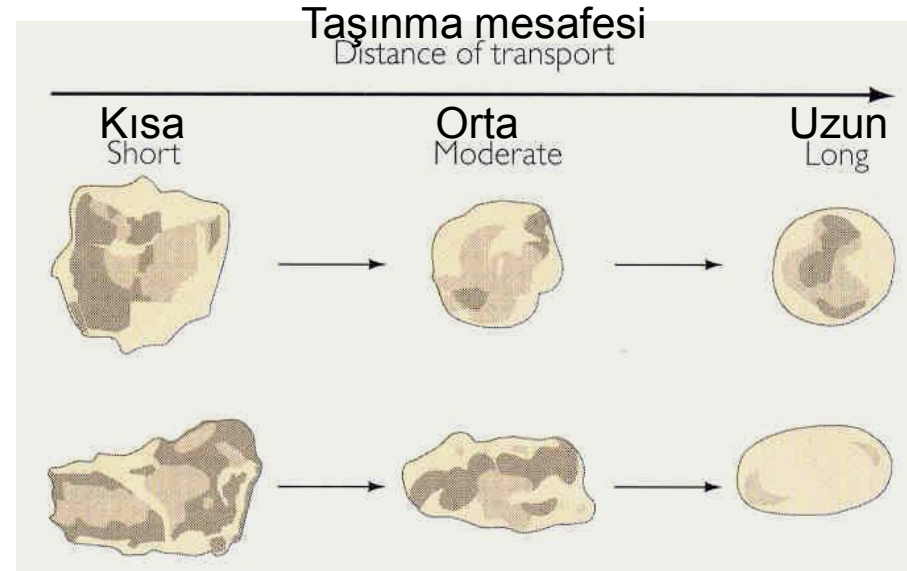 Taşınma mesafesi
Distance of transport
Kısa Orta Uzun
Short Moderate Long